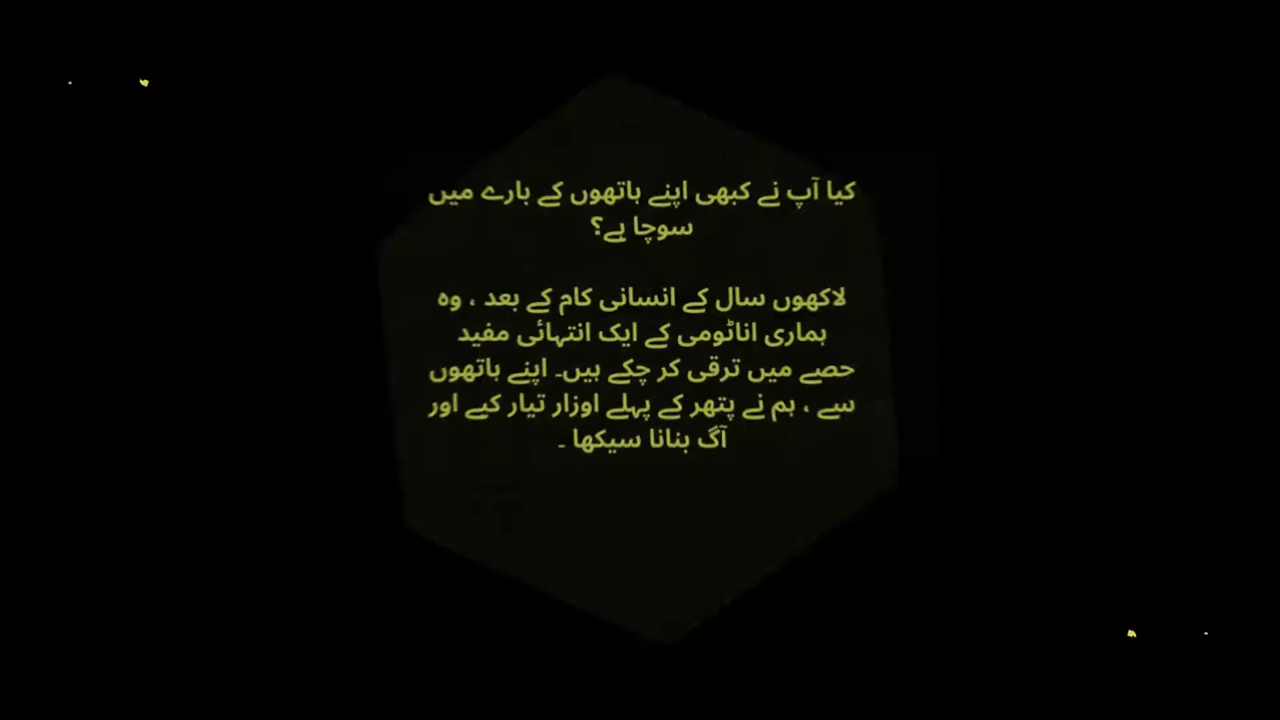 کیا آپ نے کبھی اپنے ہاتھوں کے بارے میں
سوچا ہے؟
لاکھوں سال کے انسانی کام کے بعد ، وہ
ہماری اناٹومی کے ایک انتہائی مفید
حصے میں ترقی کر چکے ہیں۔ اپنے ہاتھوں
سے ، ہم نے پتھر کے پہلے اوزار تیار کیے اور
آگ بنانا سیکھا ۔